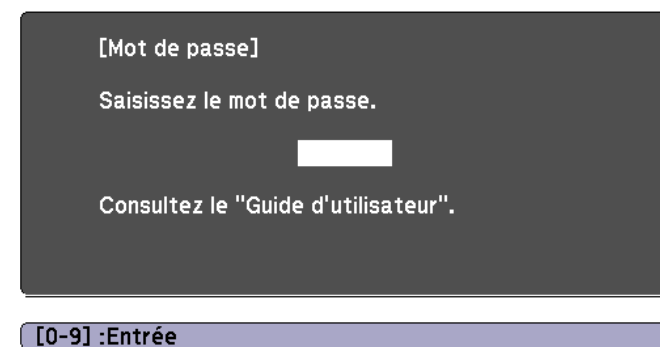 [Mot de passe]
Saisissez le mot de passe.
Consultez le "Guide d'utilisateur".
[0-9] :Entrée